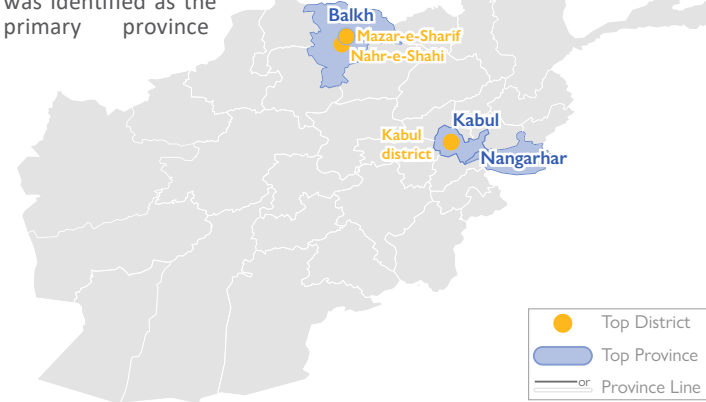 was identified as the
primary province
Balkh
Mazar-e-Sharif
Nahr-e-Shahi
Kabul
Kabul
district
Nangarhar
Top District
Top Province
or
Province Line